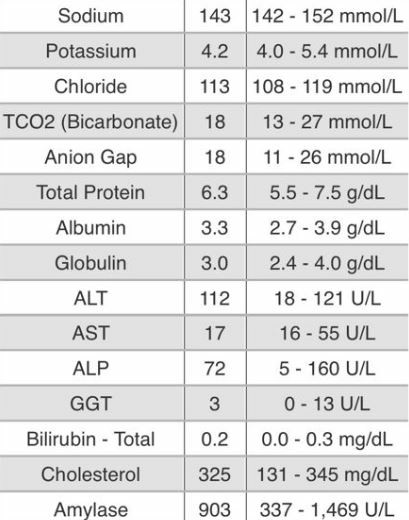 Sodium 143 142 - 152 mmol/L
Potassium 4.2 4.0 - 5.4 mmol/L
Chloride 113 108 - 119 mmol/L
TCO2 (Bicarbonate) 18 13 - 27 mmol/L
Anion Gap 18 11 - 26 mmol/L
Total Protein 6.3 5.5 - 7.5 g/dL
Albumin 3.3 2.7 - 3.9 g/dL
Globulin 3.0 2.4 - 4.0 g/dL
ALT 112 18 - 121 U/L
AST 17 16 - 55 U/L
ALP 72 5 - 160 U/L
GGT 3 0 - 13 U/L
Bilirubin - Total 0.2 0.0 - 0.3 mg/dL
Cholesterol 325 131 - 345 mg/dL
Amylase 903 337 - 1,469 U/L